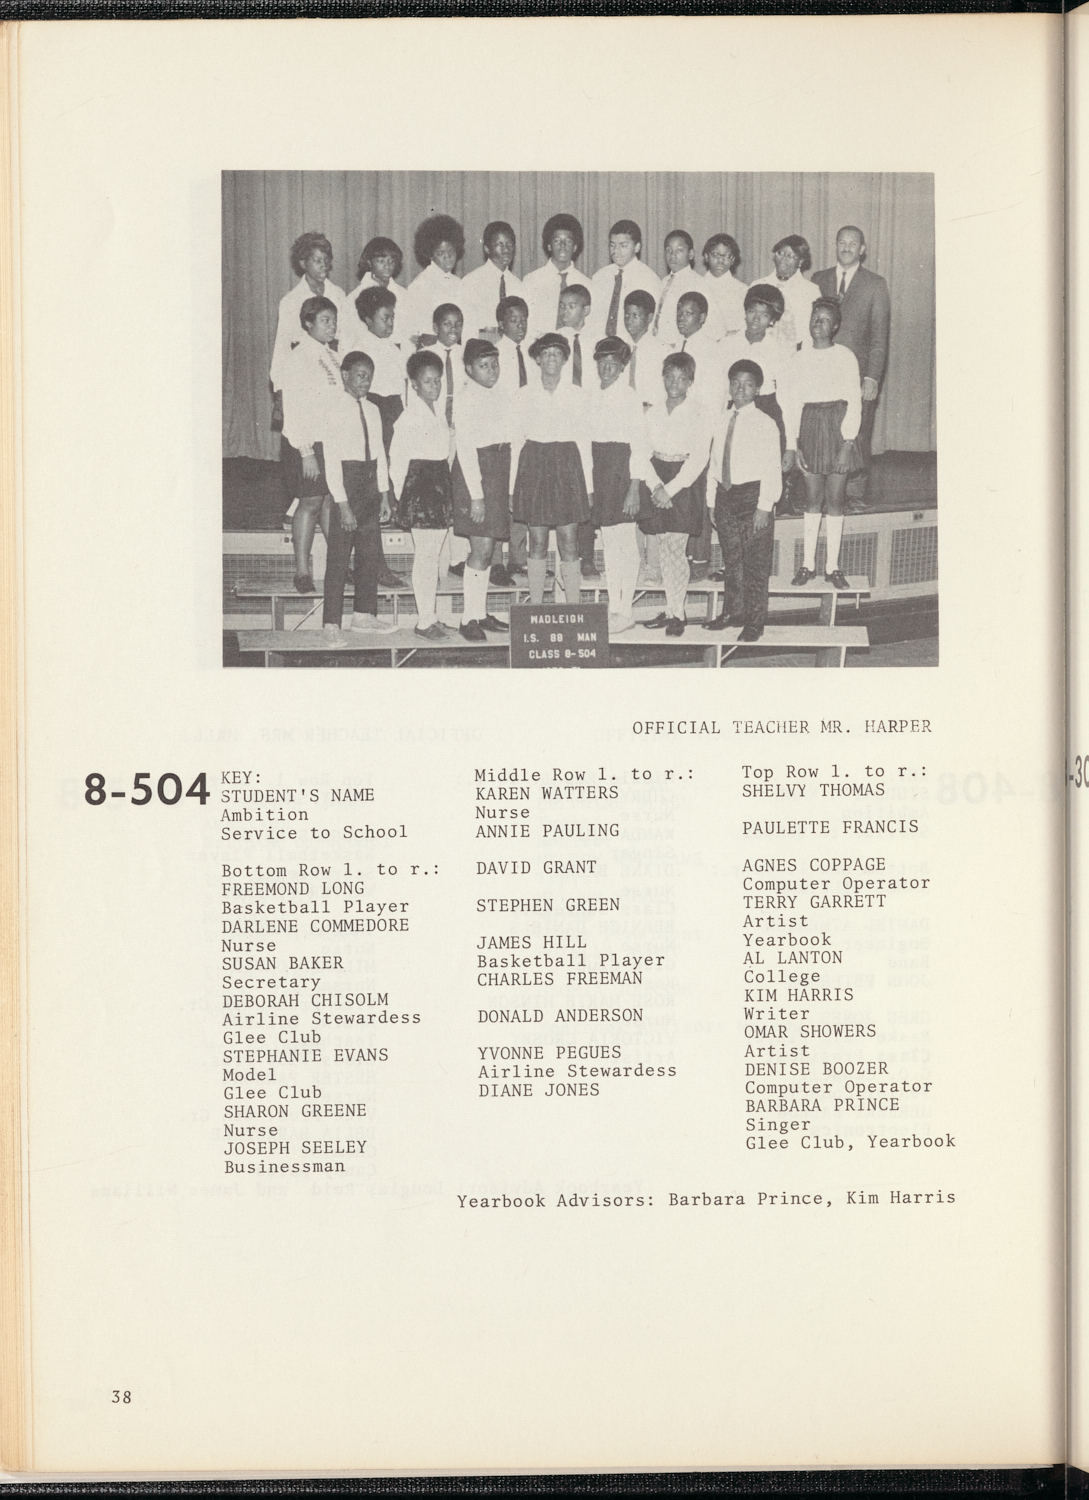 WADLEIGH
I.S. 88 MAN
CLASS 8-504
OFFICIAL TEACHER MR. HARPER
8-504
KEY:
STUDENT'S NAME
Ambition
Service to School
Bottom Row l. to r.:
FREEMOND LONG
Basketball Player
DARLENE COMMEDORE
Nurse
SUSAN BAKER
Secretary
DEBORAH CHISOLM
Airline Stewardess
Glee Club
STEPHANIE EVANS
Model
Glee Club
SHARON GREENE
Nurse
JOSEPH SEELEY
Businessman
Middle Row l. to r.:
KAREN WATTERS
Nurse
ANNIE PAULING
DAVID GRANT
STEPHEN GREEN
JAMES HILL
Basketball Player
CHARLES FREEMAN
DONALD ANDERSON
YVONNE PEGUES
Airline Stewardess
DIANE JONES
Top Row l. to r.:
SHELVY THOMAS
PAULETTE FRANCIS
AGNES COPPAGE
Computer Operator
TERRY GARRETT
Artist
Yearbook
AL LANTON
College
KIM HARRIS
Writer
OMAR SHOWERS
Artist
DENISE BOOZER
Computer Operator
BARBARA PRINCE
Singer
Glee Club, Yearbook
Yearbook Advisors: Barbara Prince, Kim Harris
38